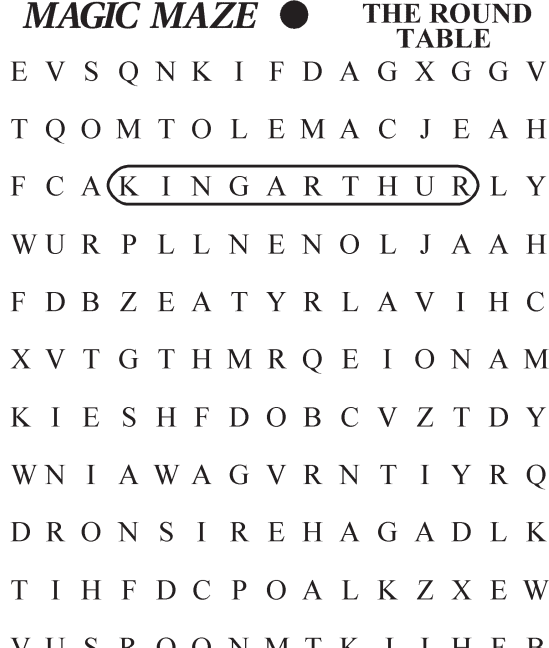 MAGIC MAZE ● THE ROUND
TABLE
E V S Q N K I F D A G X G G V
T Q O M T O L E M A C J E A H
F C A K I N G A R T H U R L Y
W U R P L L N E N O L J A A H
F D B Z E A T Y R L A V I H C
X V T G T H M R Q E I O N A M
K I E S H F D O B C V Z T D Y
W N I A W A G V R N T I Y R Q
D R O N S I R E H A G A D L K
T I H F D C P O A L K Z X E W